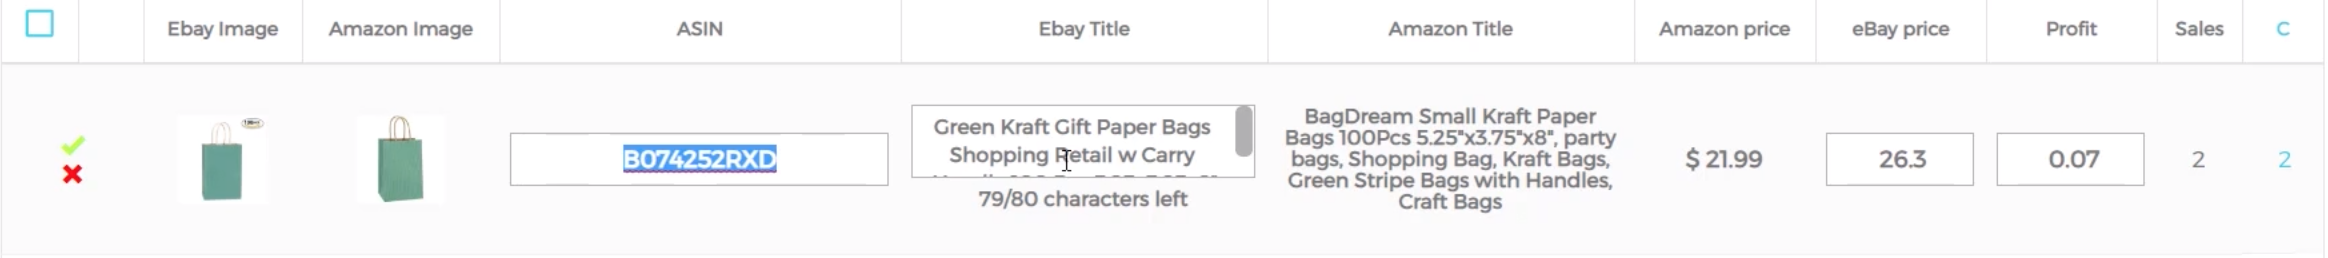 Ebay Image
Amazon Image
ASIN
Ebay Title
Amazon Title
Amazon price
eBay price
Profit
Sales
C
B074252RXD
Green Kraft Gift Paper Bags
Shopping Retail w Carry
79/80 characters left
BagDream Small Kraft Paper
Bags 100Pcs 5.25"x3.75"x8", party
bags, Shopping Bag, Kraft Bags,
Green Stripe Bags with Handles,
Craft Bags
$ 21.99
26.3
0.07
2
2